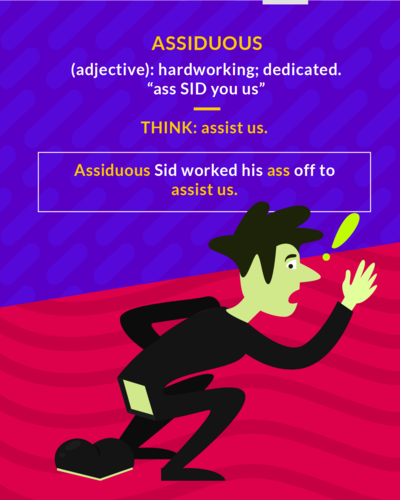 ASSIDUOUS
(adjective): hardworking; dedicated.
“ass SID you us”
THINK: assist us.
Assiduous Sid worked his ass off to
assist us.